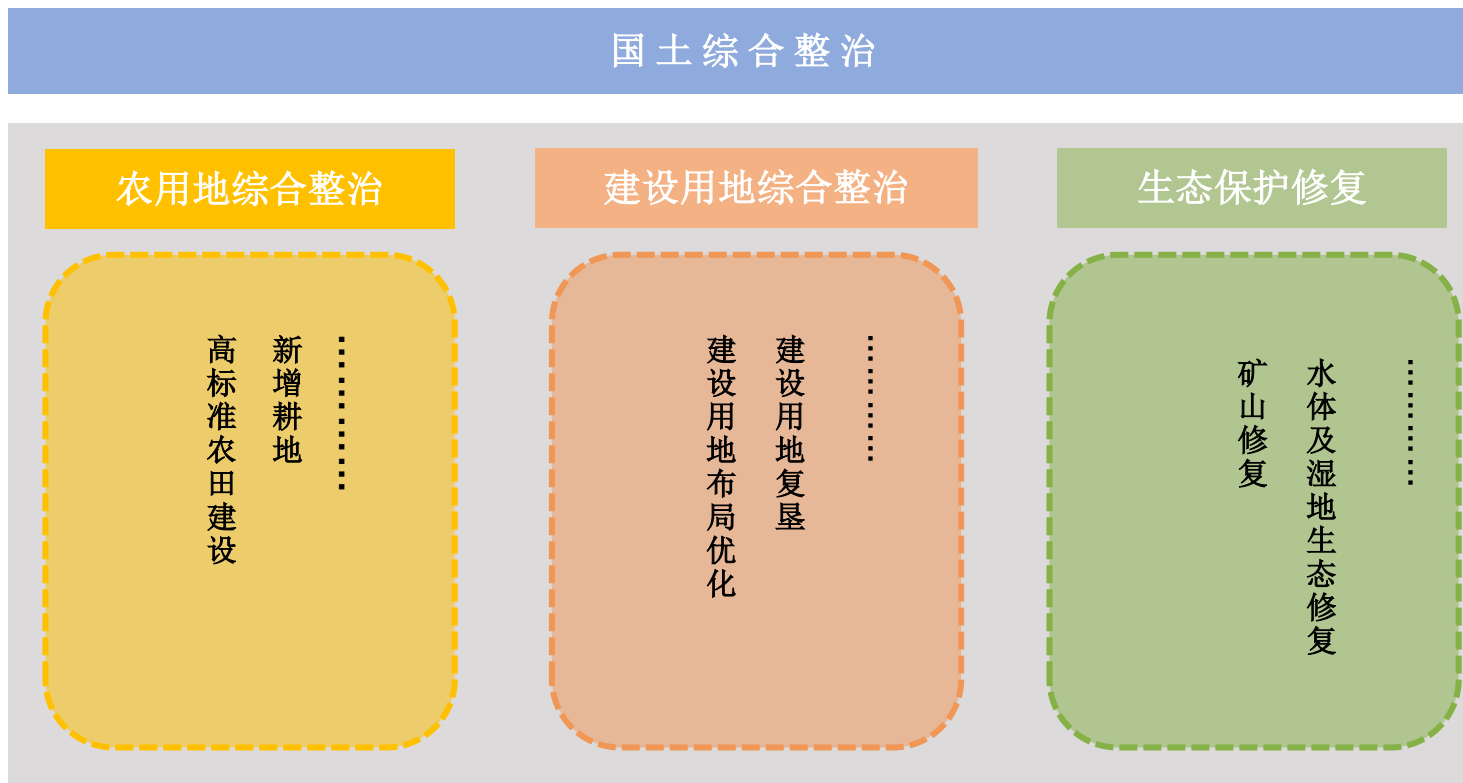 国土综合整治
农用地综合整治
高标准农田建设
新增耕地
…………
建设用地综合整治
建设用地布局优化
建设用地复垦
…………
生态保护修复
矿山修复
水体及湿地生态修复
…………